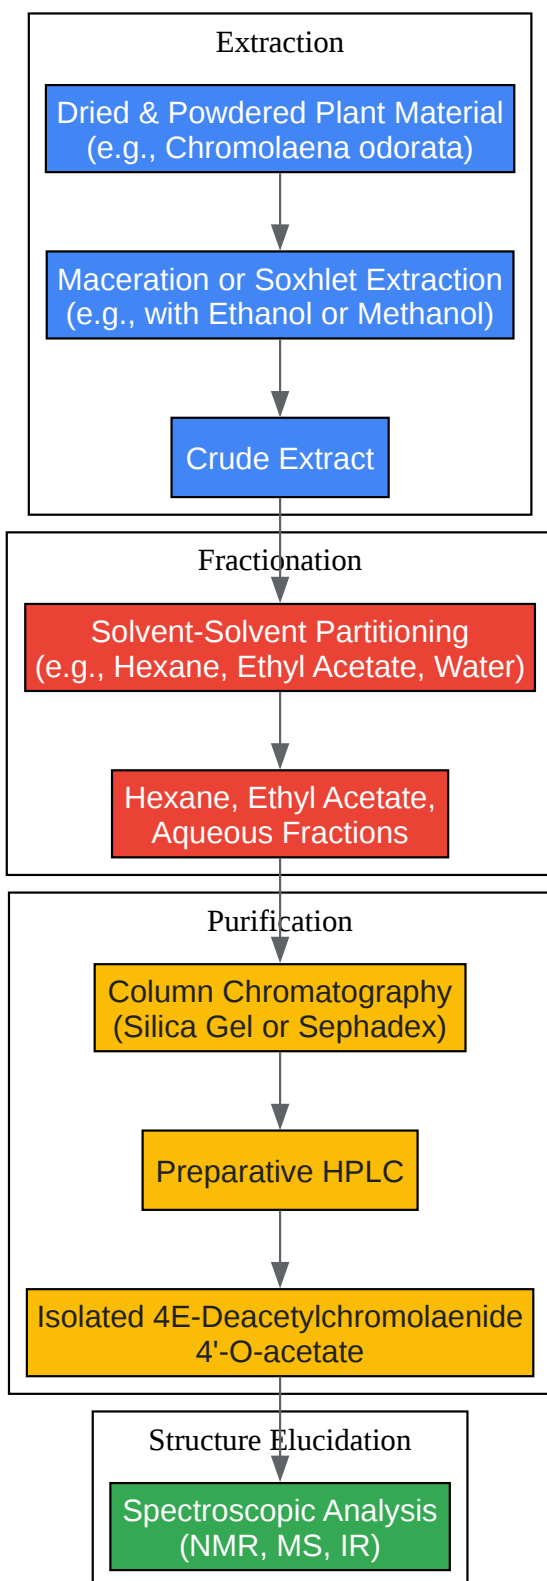 Extraction
Dried & Powdered Plant Material
(e.g., Chromolaena odorata)
Maceration or Soxhlet Extraction
(e.g., with Ethanol or Methanol)
Crude Extract
Fractionation
Solvent-Solvent Partitioning
(e.g., Hexane, Ethyl Acetate, Water)
Hexane, Ethyl Acetate,
Aqueous Fractions
Purification
Column Chromatography
(Silica Gel or Sephadex)
Preparative HPLC
Isolated 4E-Deacetylchromolaenide
4'-O-acetate
Structure Elucidation
Spectroscopic Analysis
(NMR, MS, IR)